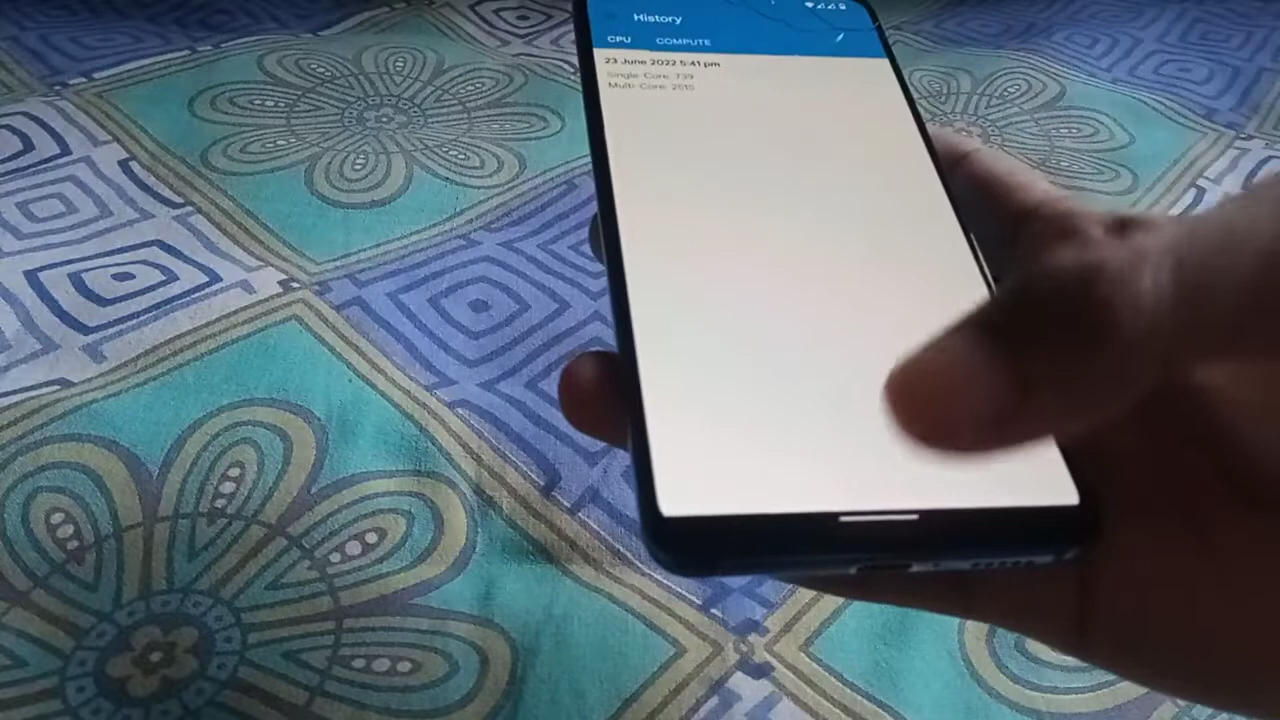 History
CPU COMPUTE
23 June 2022 5:41 pm
Single-Core: 739
Multi-Core: 2515